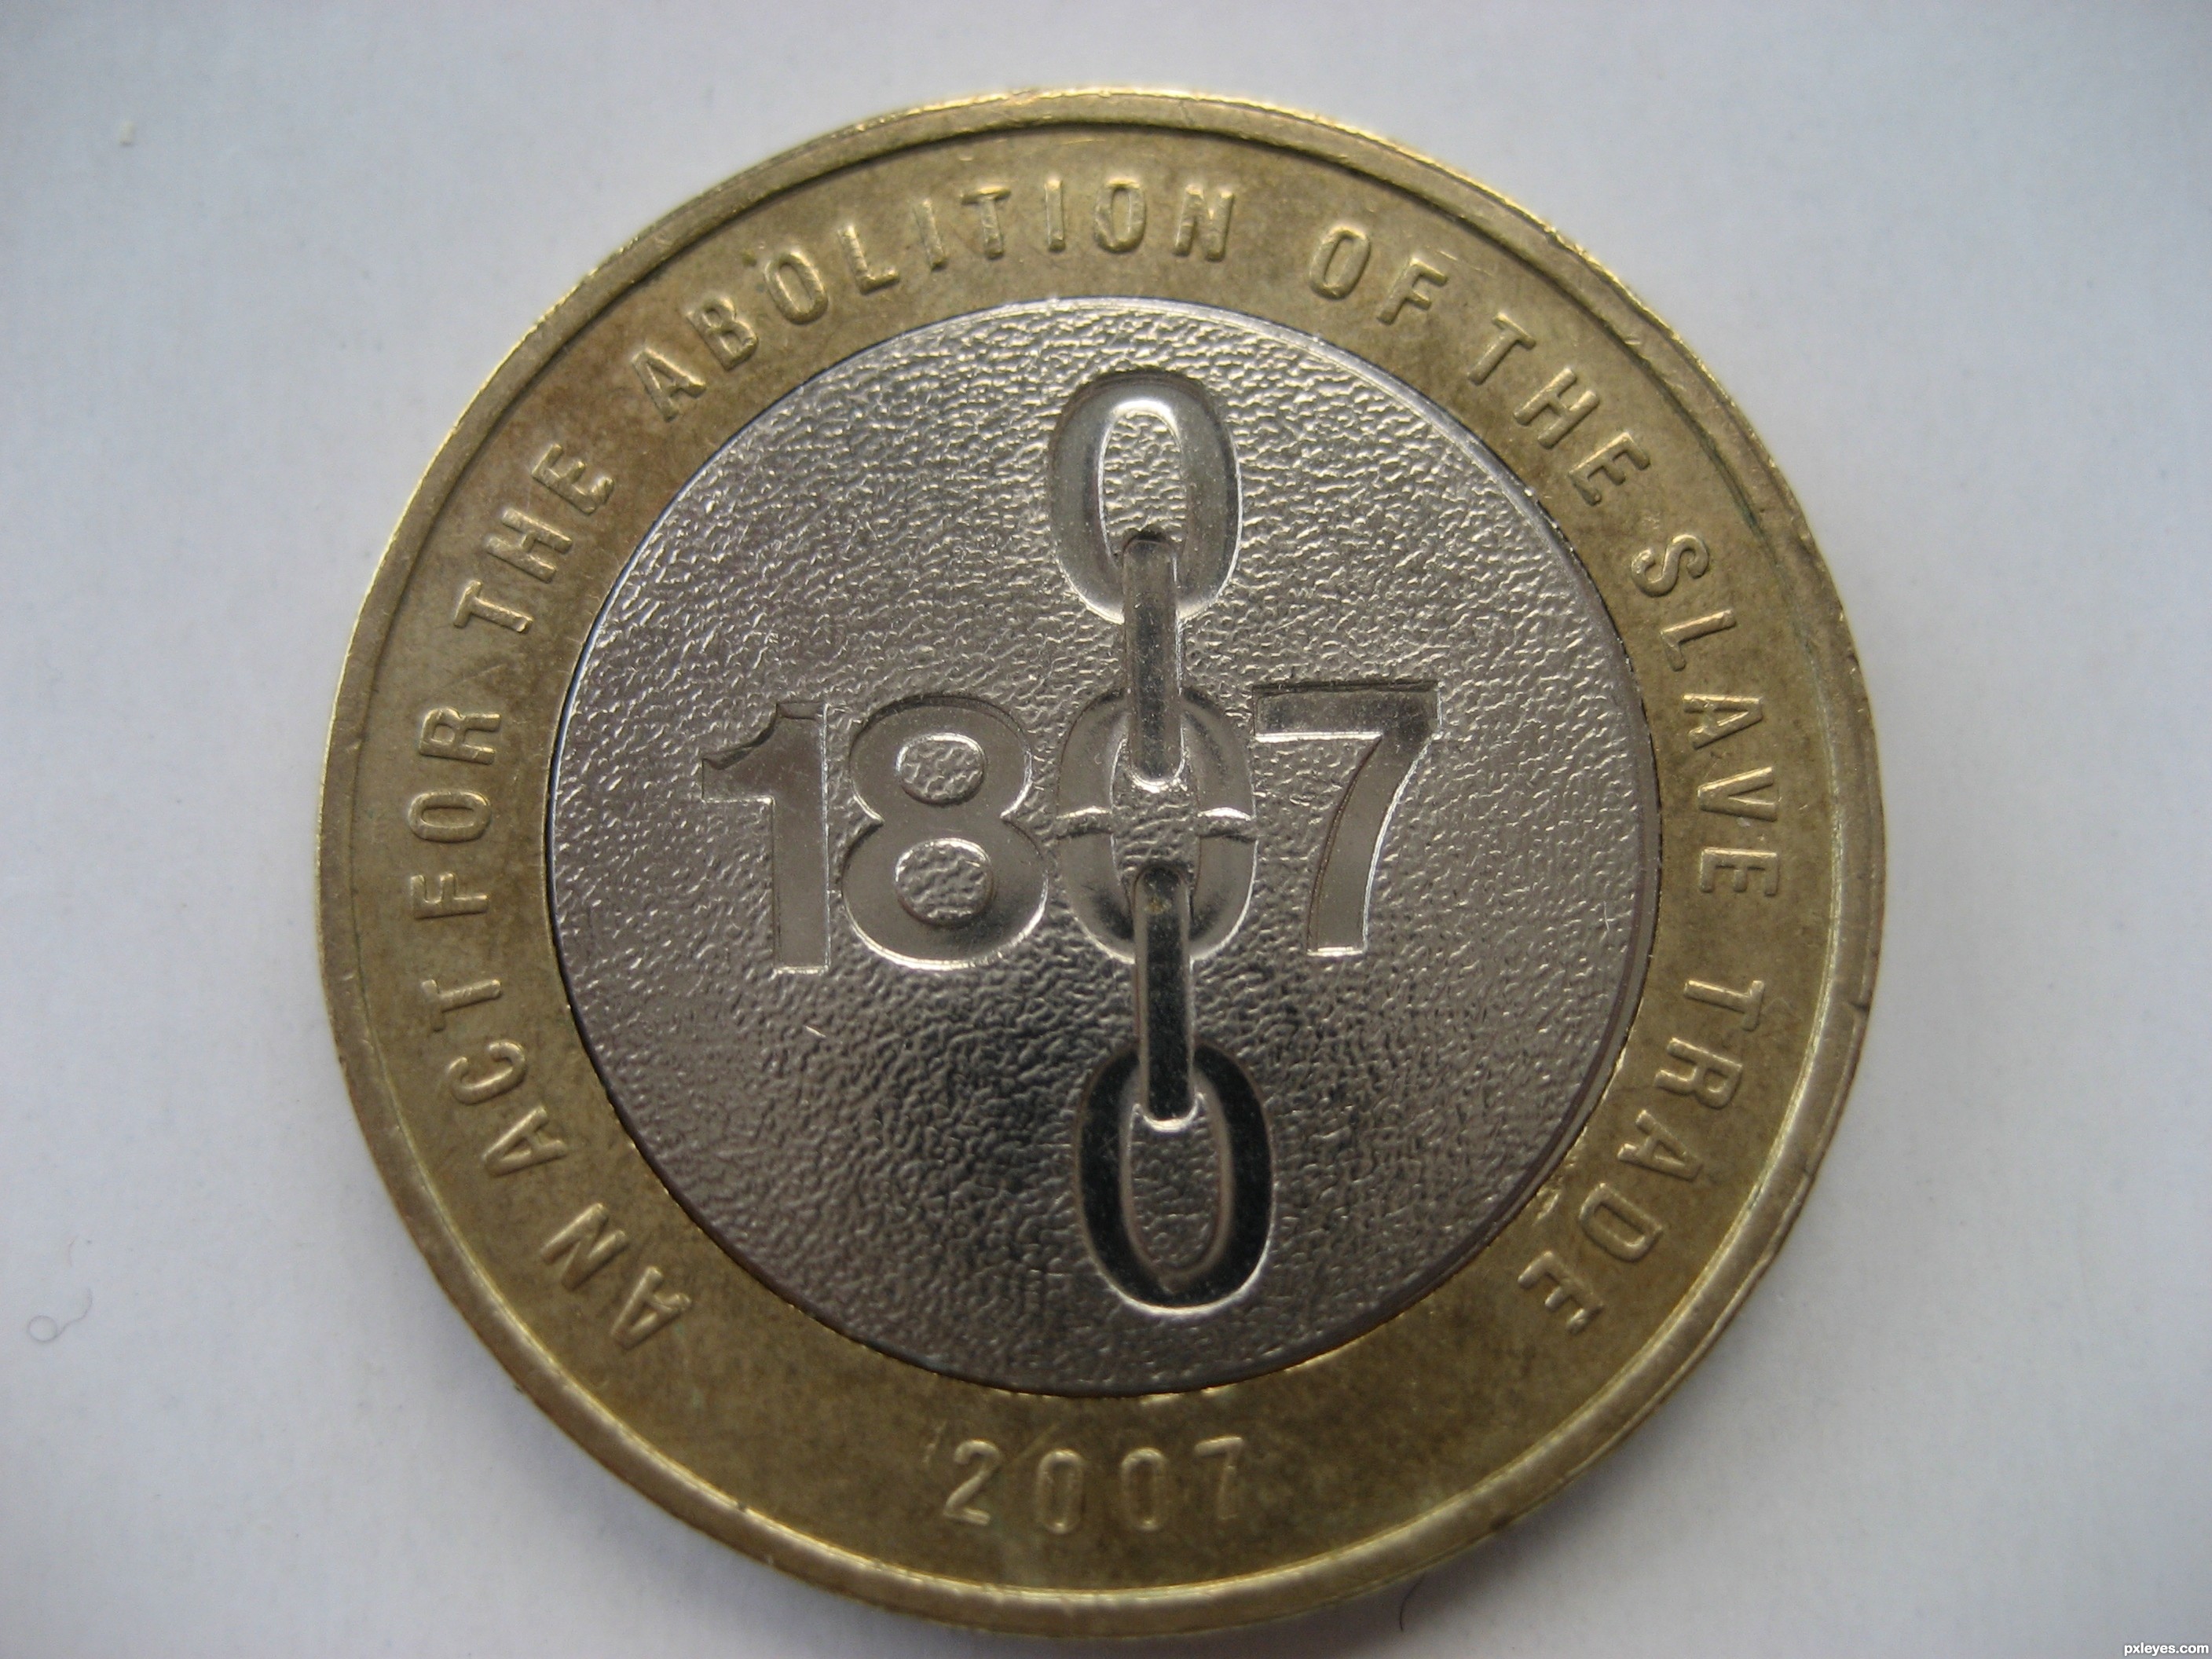 AN ACT FOR THE ABOLITION OF THE SLAVE TRADE
1807
2007
pxleyes.com